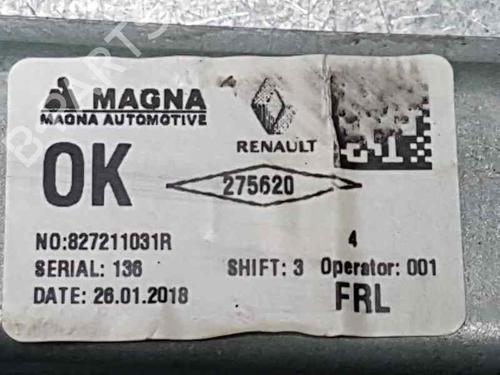 MAGNA
MAGNA AUTOMOTIVE
RENAULT
OK
275620
NO:827211031R
4
SERIAL: 136 SHIFT: 3 Operator: 001
DATE: 26.01.2018 FRL